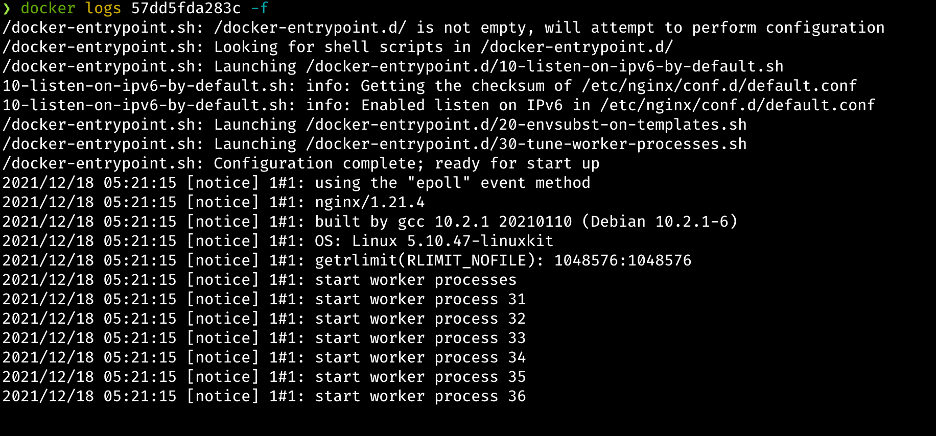 ❯ docker logs 57dd5fda283c -f
/docker-entrypoint.sh: /docker-entrypoint.d/ is not empty, will attempt to perform configuration
/docker-entrypoint.sh: Looking for shell scripts in /docker-entrypoint.d/
/docker-entrypoint.sh: Launching /docker-entrypoint.d/10-listen-on-ipv6-by-default.sh
10-listen-on-ipv6-by-default.sh: info: Getting the checksum of /etc/nginx/conf.d/default.conf
10-listen-on-ipv6-by-default.sh: info: Enabled listen on IPv6 in /etc/nginx/conf.d/default.conf
/docker-entrypoint.sh: Launching /docker-entrypoint.d/20-envsubst-on-templates.sh
/docker-entrypoint.sh: Launching /docker-entrypoint.d/30-tune-worker-processes.sh
/docker-entrypoint.sh: Configuration complete; ready for start up
2021/12/18 05:21:15 [notice] 1#1: using the "epoll" event method
2021/12/18 05:21:15 [notice] 1#1: nginx/1.21.4
2021/12/18 05:21:15 [notice] 1#1: built by gcc 10.2.1 20210110 (Debian 10.2.1-6)
2021/12/18 05:21:15 [notice] 1#1: OS: Linux 5.10.47-linuxkit
2021/12/18 05:21:15 [notice] 1#1: getrlimit(RLIMIT_NOFILE): 1048576:1048576
2021/12/18 05:21:15 [notice] 1#1: start worker processes
2021/12/18 05:21:15 [notice] 1#1: start worker process 31
2021/12/18 05:21:15 [notice] 1#1: start worker process 32
2021/12/18 05:21:15 [notice] 1#1: start worker process 33
2021/12/18 05:21:15 [notice] 1#1: start worker process 34
2021/12/18 05:21:15 [notice] 1#1: start worker process 35
2021/12/18 05:21:15 [notice] 1#1: start worker process 36